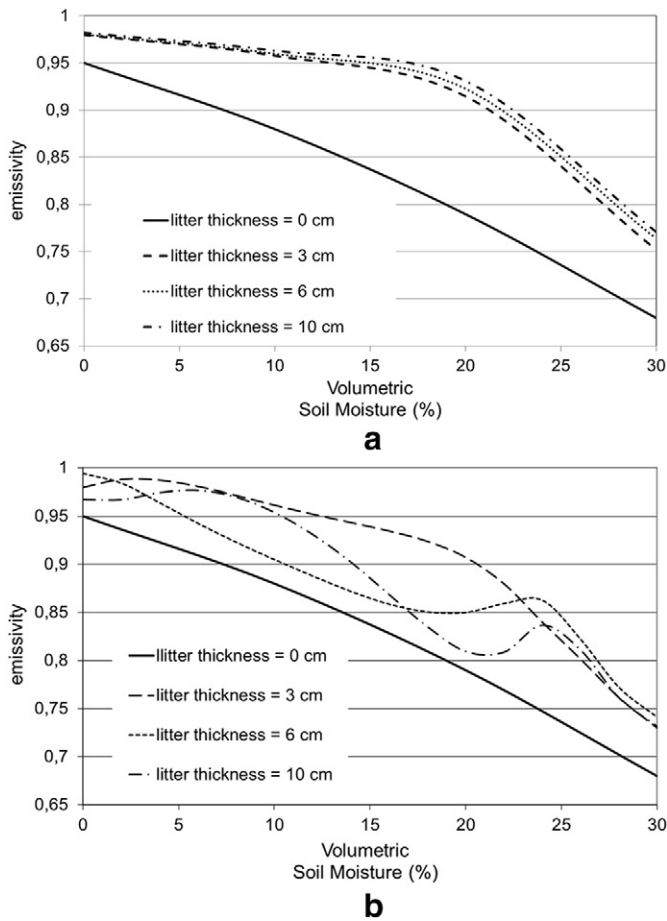 1
0,95
0,9
0,85
0,8
0,75
0,7
0,65
emissivity
litter thickness = 0 cm
litter thickness = 3 cm
litter thickness = 6 cm
litter thickness = 10 cm
0 5 10 15 20 25 30
Volumetric
Soil Moisture (%)
a
1
0,95
0,9
0,85
0,8
0,75
0,7
0,65
emissivity
llitter thickness = 0 cm
litter thickness = 3 cm
litter thickness = 6 cm
litter thickness = 10 cm
0 5 10 15 20 25 30
Volumetric
Soil Moisture (%)
b